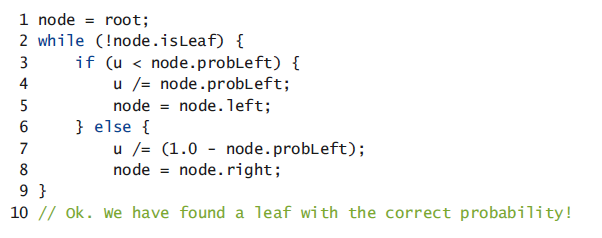 1 node = root;
2 while (!node.isLeaf) {
3     if (u < node.probLeft) {
4         u /= node.probLeft;
5         node = node.left;
6     } else {
7         u /= (1.0 - node.probLeft);
8         node = node.right;
9 }
10 // Ok. We have found a leaf with the correct probability!